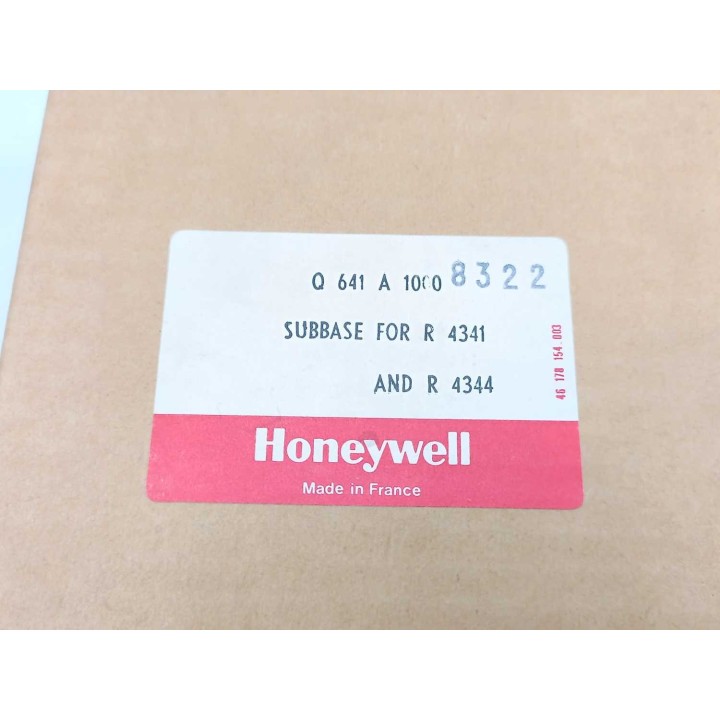 Q 641 A 1000 8322
SUBBASE FOR R 4341
AND R 4344
46 178 154.003
Honeywell
Made in France